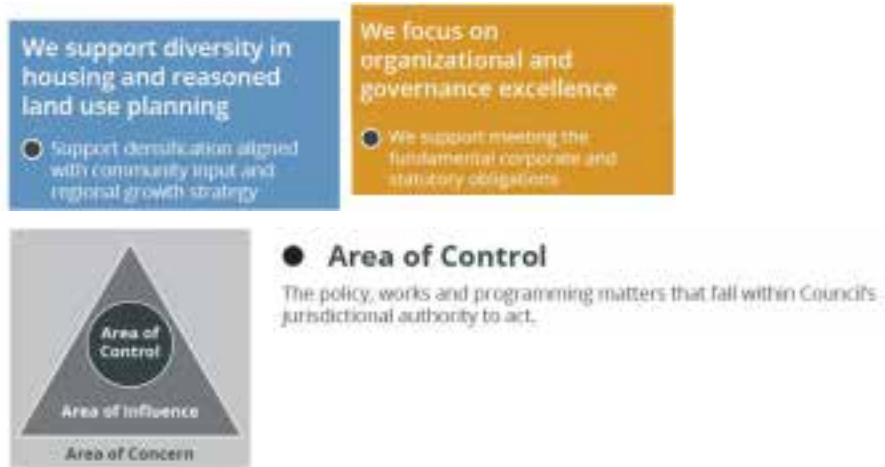 We support diversity in
housing and reasoned
land use planning
Support densification aligned
with community input and
regional growth strategy
We focus on
organizational and
governance excellence
We support meeting the
fundamental corporate and
statutory obligations
Area of
Control
Area of Influence
Area of Concern
Area of Control
The policy, works and programming matters that fall within Council's
jurisdictional authority to act.